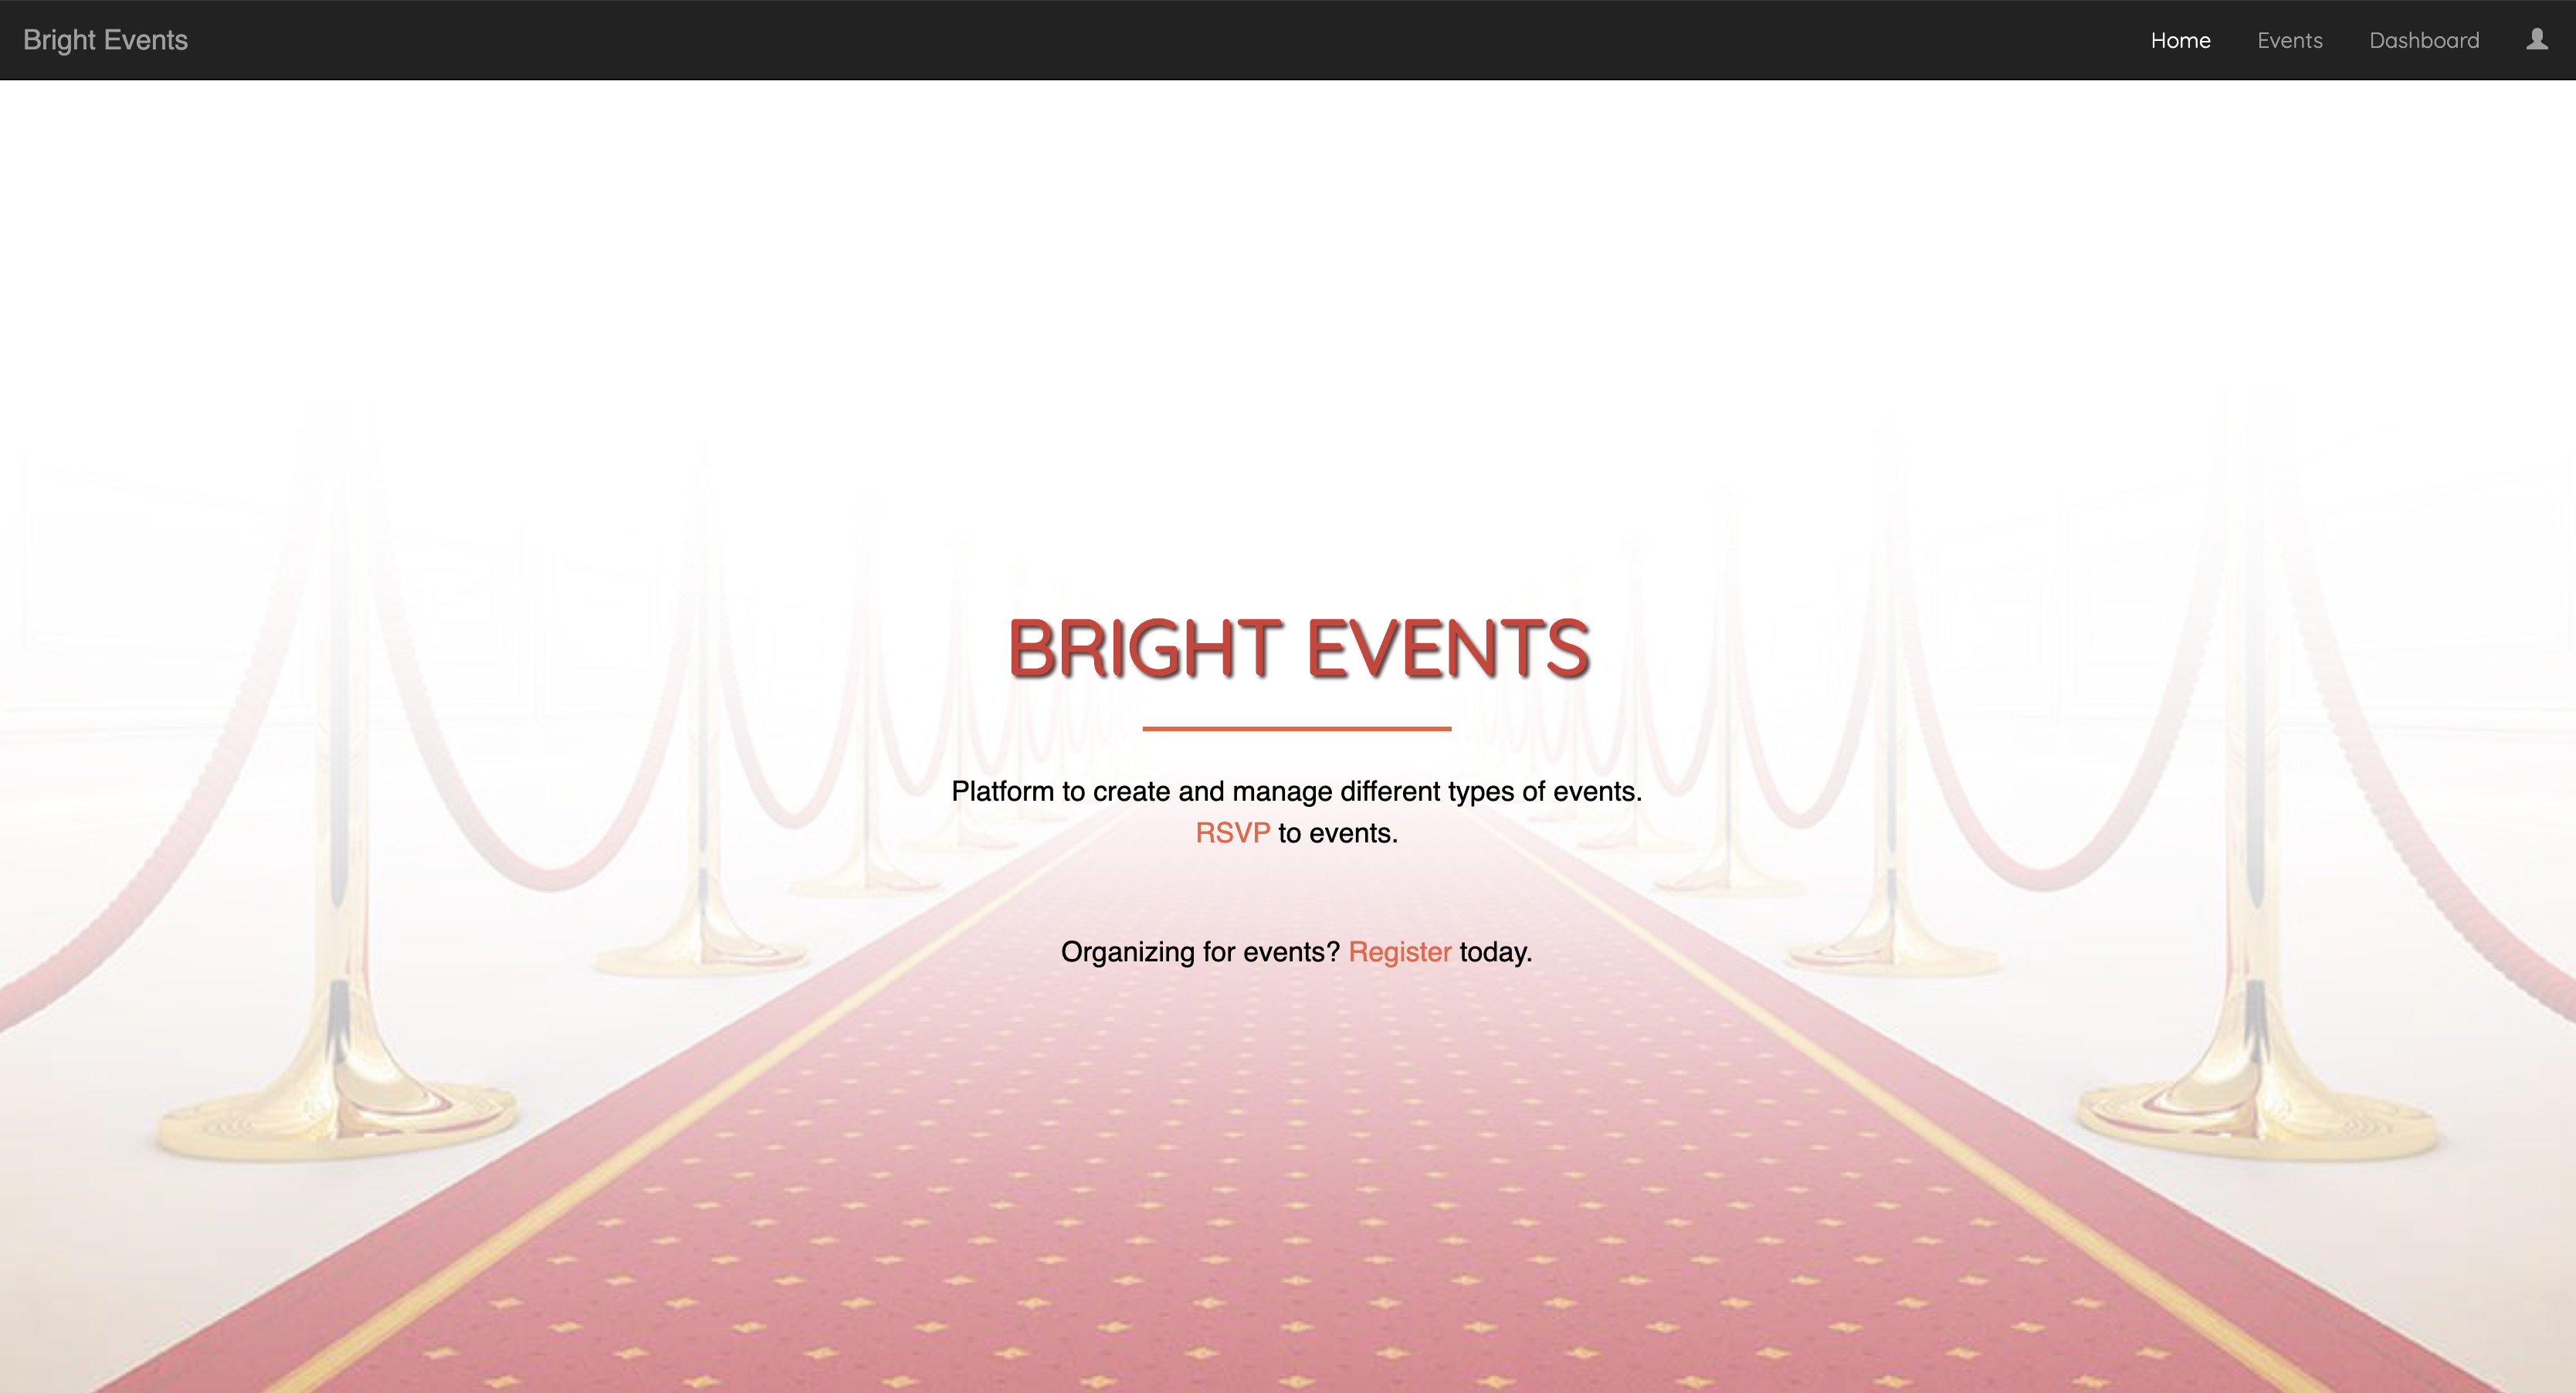 Bright Events
Home Events Dashboard
BRIGHT EVENTS
Platform to create and manage different types of events.
RSVP to events.
Organizing for events? Register today.